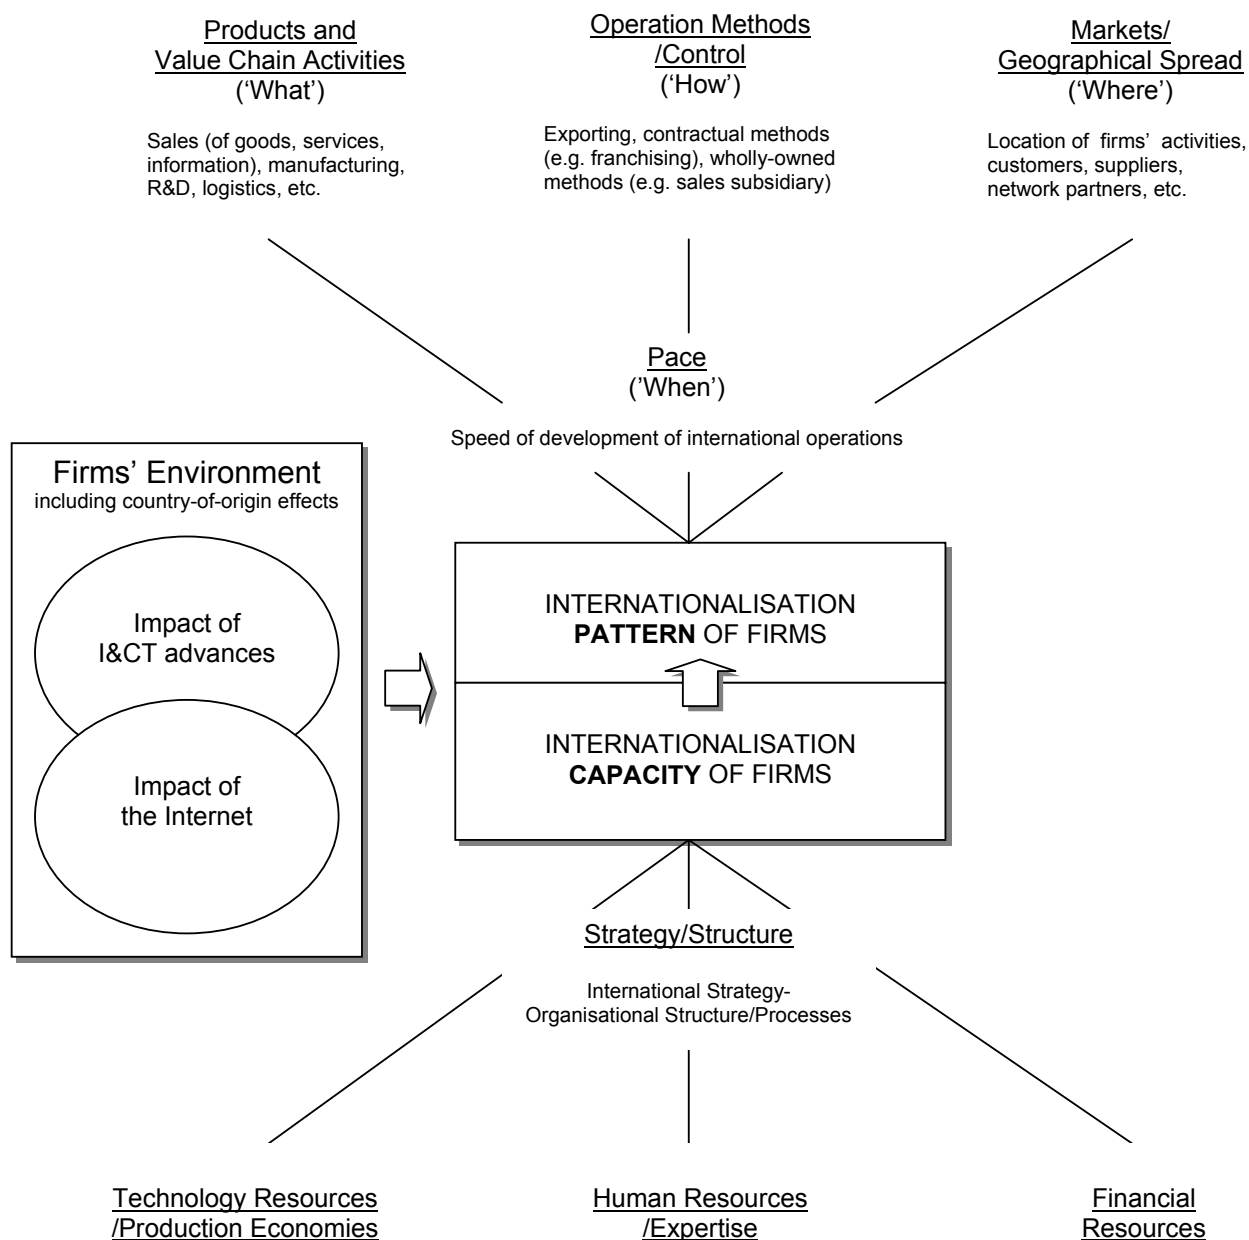 Products and
Value Chain Activities
(‘What’)
Sales (of goods, services,
information), manufacturing,
R&D, logistics, etc.
Operation Methods
/Control
(‘How’)
Exporting, contractual methods
(e.g. franchising), wholly-owned
methods (e.g. sales subsidiary)
Markets/
Geographical Spread
(‘Where’)
Location of firms’ activities,
customers, suppliers,
network partners, etc.
Pace
(’When’)
Speed of development of international operations
Firms’ Environment
including country-of-origin effects
Impact of
I&CT advances
Impact of
the Internet
INTERNATIONALISATION
PATTERN OF FIRMS
INTERNATIONALISATION
CAPACITY OF FIRMS
Strategy/Structure
International Strategy-
Organisational Structure/Processes
Technology Resources
/Production Economies
Human Resources
/Expertise
Financial
Resources